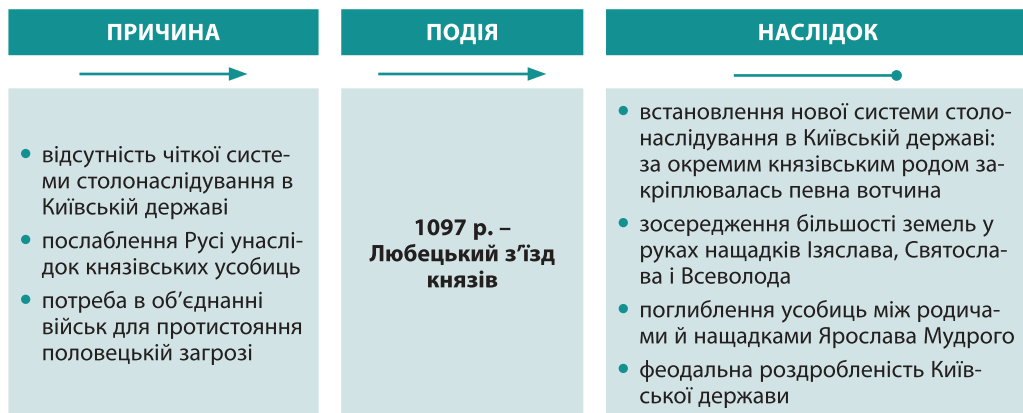 ПРИЧИНА
ПОДІЯ
НАСЛІДОК
• відсутність чіткої систе-
ми столонаслідування в
Київській державі
• послаблення Русі унаслі-
док князівських усобиць
• потреба в об’єднанні
військ для протистояння
половецькій загрозі
1097 р. –
Любецький з’їзд
князів
• встановлення нової системи столо-
наслідування в Київській державі:
за окремим князівським родом за-
кріплювалась певна вотчина
• зосередження більшості земель у
руках нащадків Ізяслава, Святосла-
ва і Всеволода
• поглиблення усобиць між родича-
ми й нащадками Ярослава Мудрого
• феодальна роздробленість Київ-
ської держави